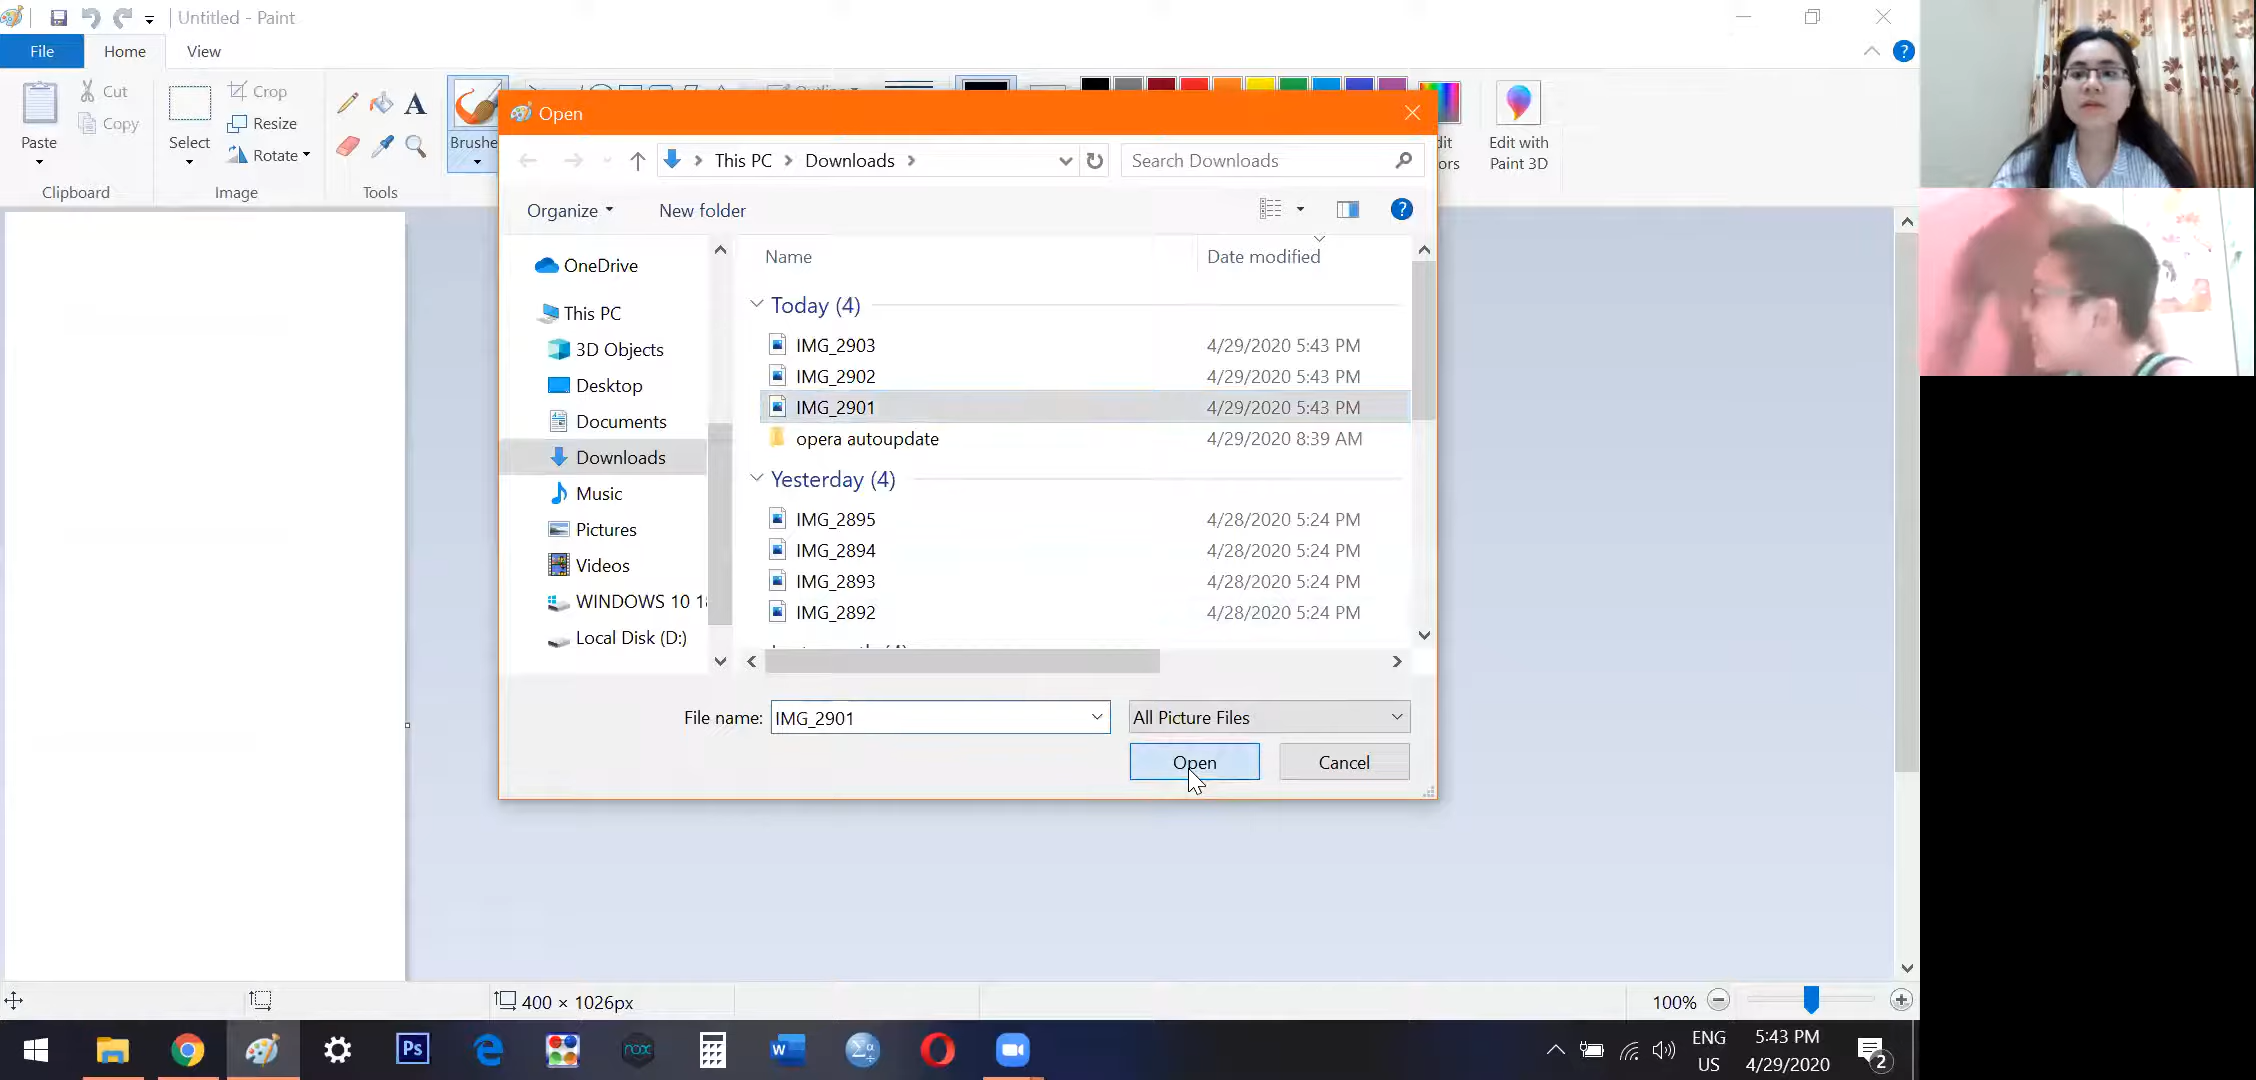 Untitled - Paint
File
Home
View
Paste
Cut
Copy
Clipboard
Select
Crop
Resize
Rotate
Image
A
Tools
Brushe
Edit with
Paint 3D
ors
Open
This PC
Downloads
Search Downloads
Organize
New folder
OneDrive
This PC
3D Objects
Desktop
Documents
Downloads
Music
Pictures
Videos
WINDOWS 10 1
Local Disk (D:)
Name
Date modified
Today (4)
IMG_2903 4/29/2020 5:43 PM
IMG_2902 4/29/2020 5:43 PM
IMG_2901 4/29/2020 5:43 PM
opera autoupdate 4/29/2020 8:39 AM
Yesterday (4)
IMG_2895 4/28/2020 5:24 PM
IMG_2894 4/28/2020 5:24 PM
IMG_2893 4/28/2020 5:24 PM
IMG_2892 4/28/2020 5:24 PM
File name: IMG_2901
All Picture Files
Open
Cancel
400 × 1026px
100%
Ps
nox
W
Σα
ENG
US
5:43 PM
4/29/2020
2